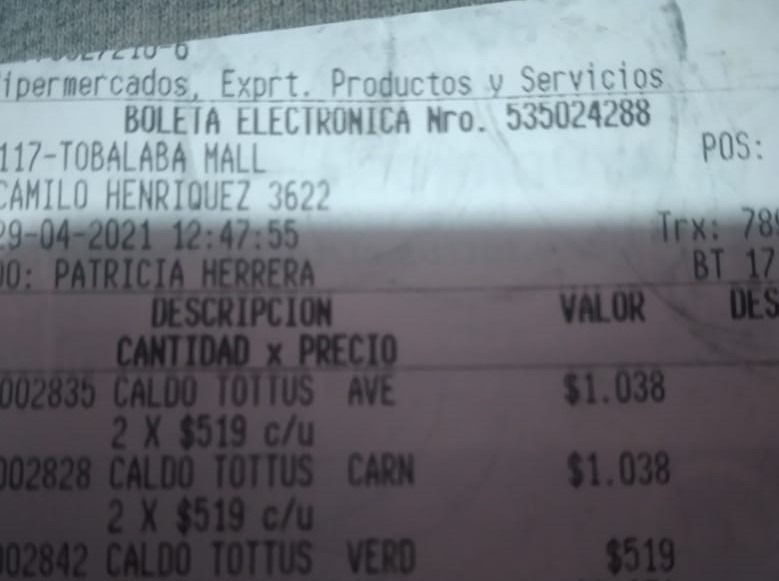 ipermercados, Exprt. Productos y Servicios
BOLETA ELECTRONICA Nro. 535024288
117-TOBALABA MALL POS:
CAMILO HENRIQUEZ 3622
29-04-2021 12:47:55 Trx: 789
00: PATRICIA HERRERA BT 17
DESCRIPCION VALOR DES
CANTIDAD x PRECIO
002835 CALDO TOTTUS AVE $1.038
2 X $519 c/u
002828 CALDO TOTTUS CARN $1.038
2 X $519 c/u
002842 CALDO TOTTUS VERD $519